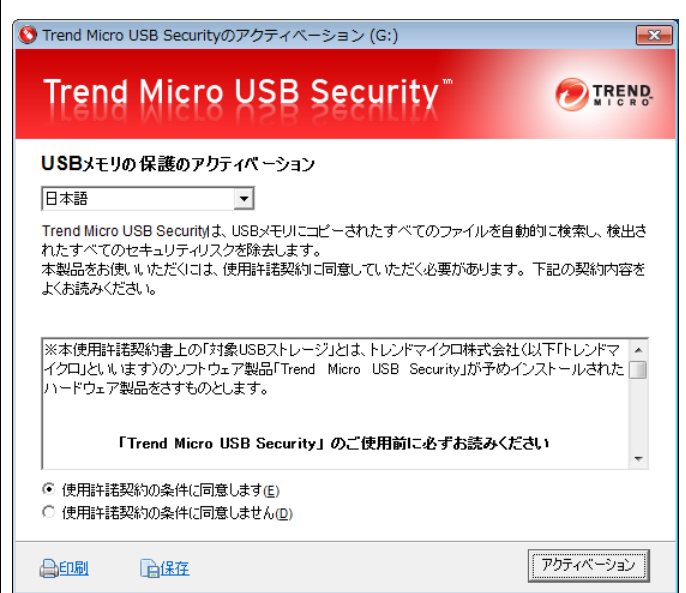 Trend Micro USB Securityのアクティベーション (G:)
Trend Micro USB Security™
TREND MICRO
USBメモリの保護のアクティベーション
日本語
Trend Micro USB Securityは、USBメモリにコピーされたすべてのファイルを自動的に検索し、検出さ
れたすべてのセキュリティリスクを除去します。
本製品をお使いいただくには、使用許諾契約に同意していただく必要があります。下記の契約内容を
よくお読みください。
※本使用許諾契約書上の「対象USBストレージ」とは、トレンドマイクロ株式会社(以下「トレンドマ
イクロ」といいます)のソフトウェア製品「Trend Micro USB Security」が予めインストールされた
ハードウェア製品をさすものとします。
「Trend Micro USB Security」のご使用前に必ずお読みください
使用許諾契約の条件に同意します(E)
使用許諾契約の条件に同意しません(D)
印刷
保存
アクティベーション